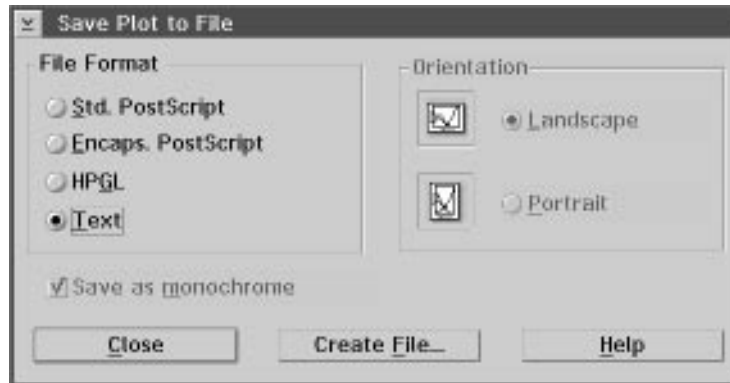 Save Plot to File
File Format
Std. PostScript
Encaps. PostScript
HPGL
Text
Orientation
Landscape
Portrait
Save as monochrome
Close
Create File...
Help